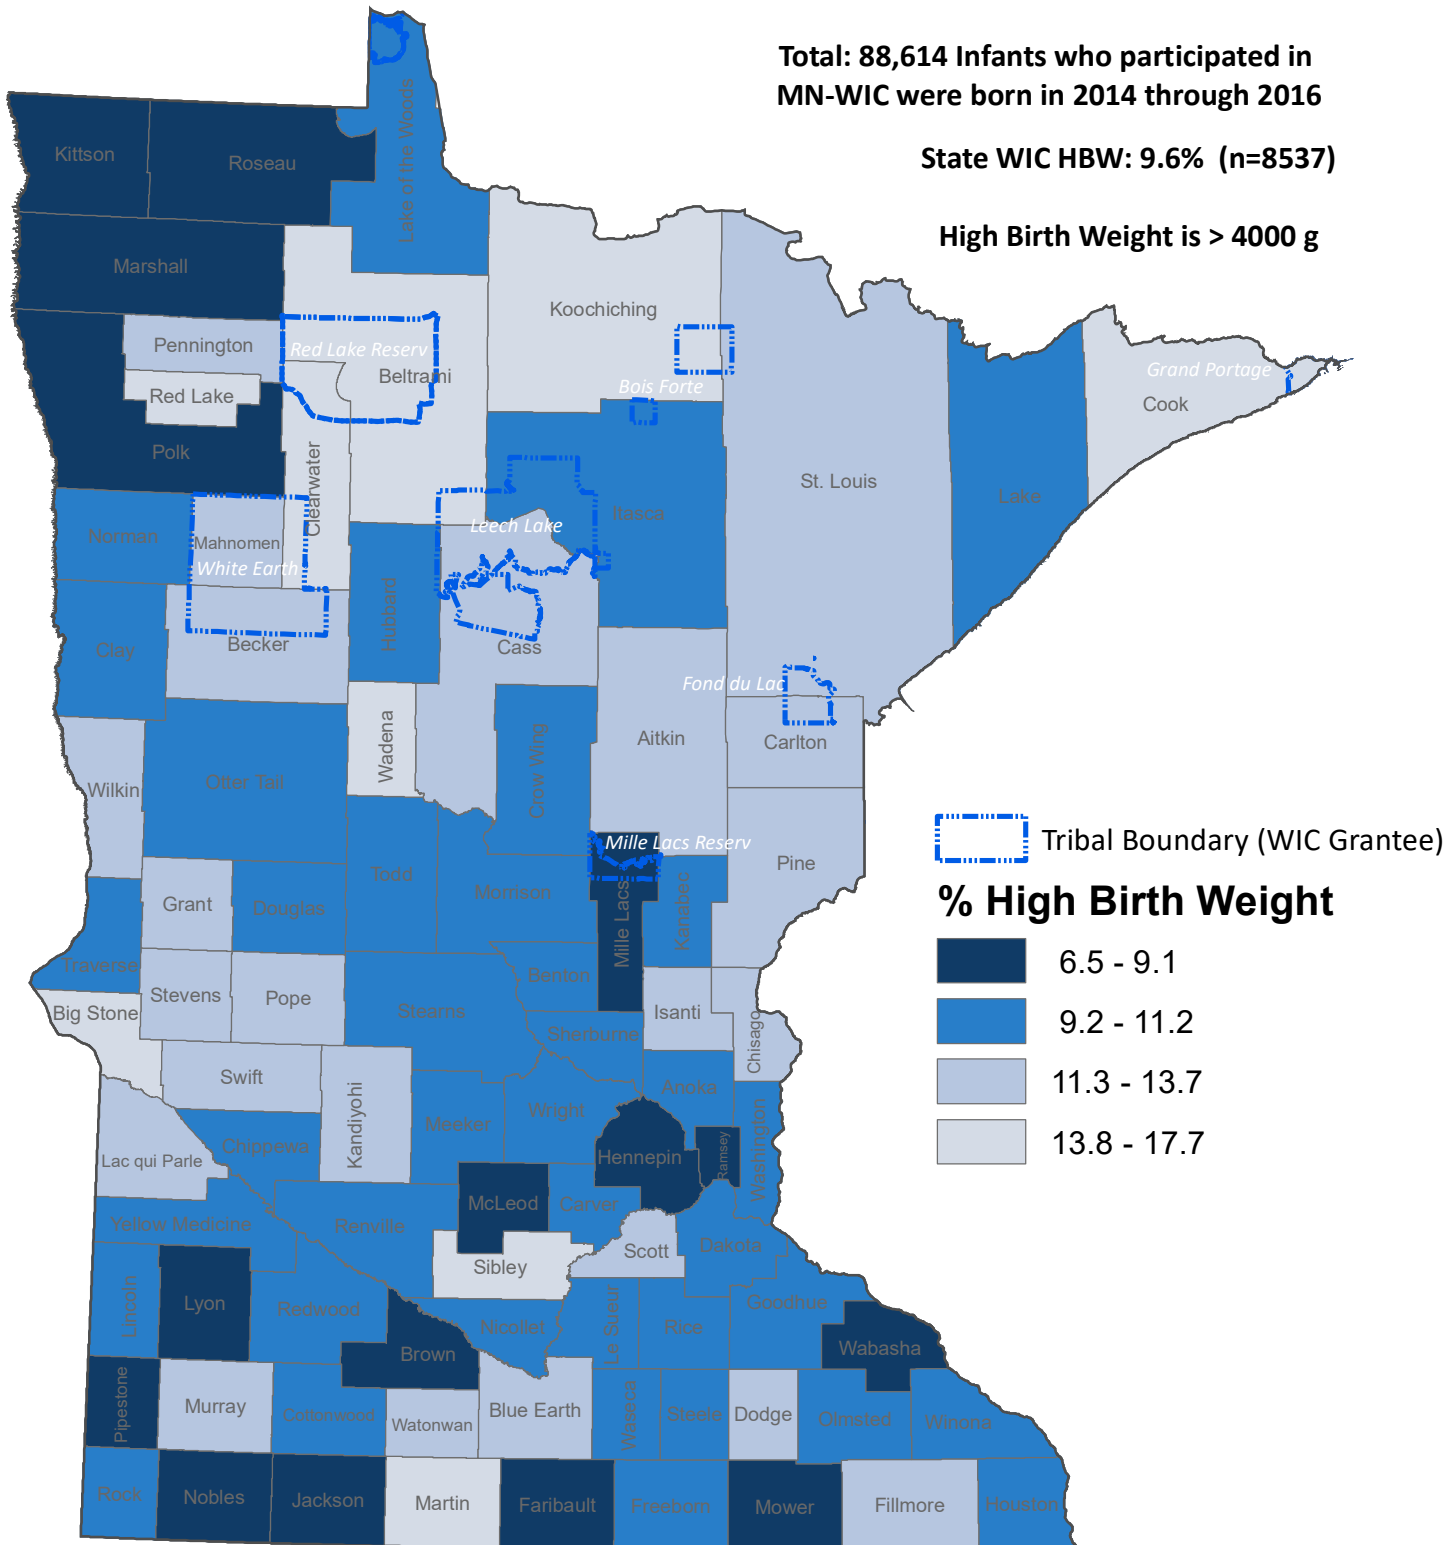 Total: 88,614 Infants who participated in
MN-WIC were born in 2014 through 2016
State WIC HBW: 9.6% (n=8537)
High Birth Weight is > 4000 g
Kittson
Roseau
Lake of the Woods
Marshall
Koochiching
Pennington
Red Lake Reserv
Beltrami
Red Lake
Bois Forte
Grand Portage
Cook
Polk
Clearwater
St. Louis
Lake
Itasca
Leech Lake
Norman
Mahnomen
White Earth
Hubbard
Becker
Clay
Cass
Fond du Lac
Wadena
Crow Wing
Aitkin
Carlton
Wilkin
Otter Tail
Mille Lacs Reserv
Tribal Boundary (WIC Grantee)
Pine
Todd
Morrison
Grant
Douglas
Mille Lacs
Kanabec
% High Birth Weight
6.5 - 9.1
9.2 - 11.2
11.3 - 13.7
13.8 - 17.7
Traverse
Benton
Stevens
Pope
Big Stone
Stearns
Isanti
Sherburne
Chisago
Swift
Kandiyohi
Anoka
Wright
Meeker
Chippewa
Washington
Ramsey
Hennepin
Lac qui Parle
McLeod
Carver
Yellow Medicine
Renville
Scott
Dakota
Sibley
Lincoln
Lyon
Redwood
Nicollet
Le Sueur
Rice
Goodhue
Wabasha
Brown
Pipestone
Murray
Cottonwood
Watonwan
Blue Earth
Waseca
Steele
Dodge
Olmsted
Winona
Rock
Nobles
Jackson
Martin
Faribault
Freeborn
Mower
Fillmore
Houston